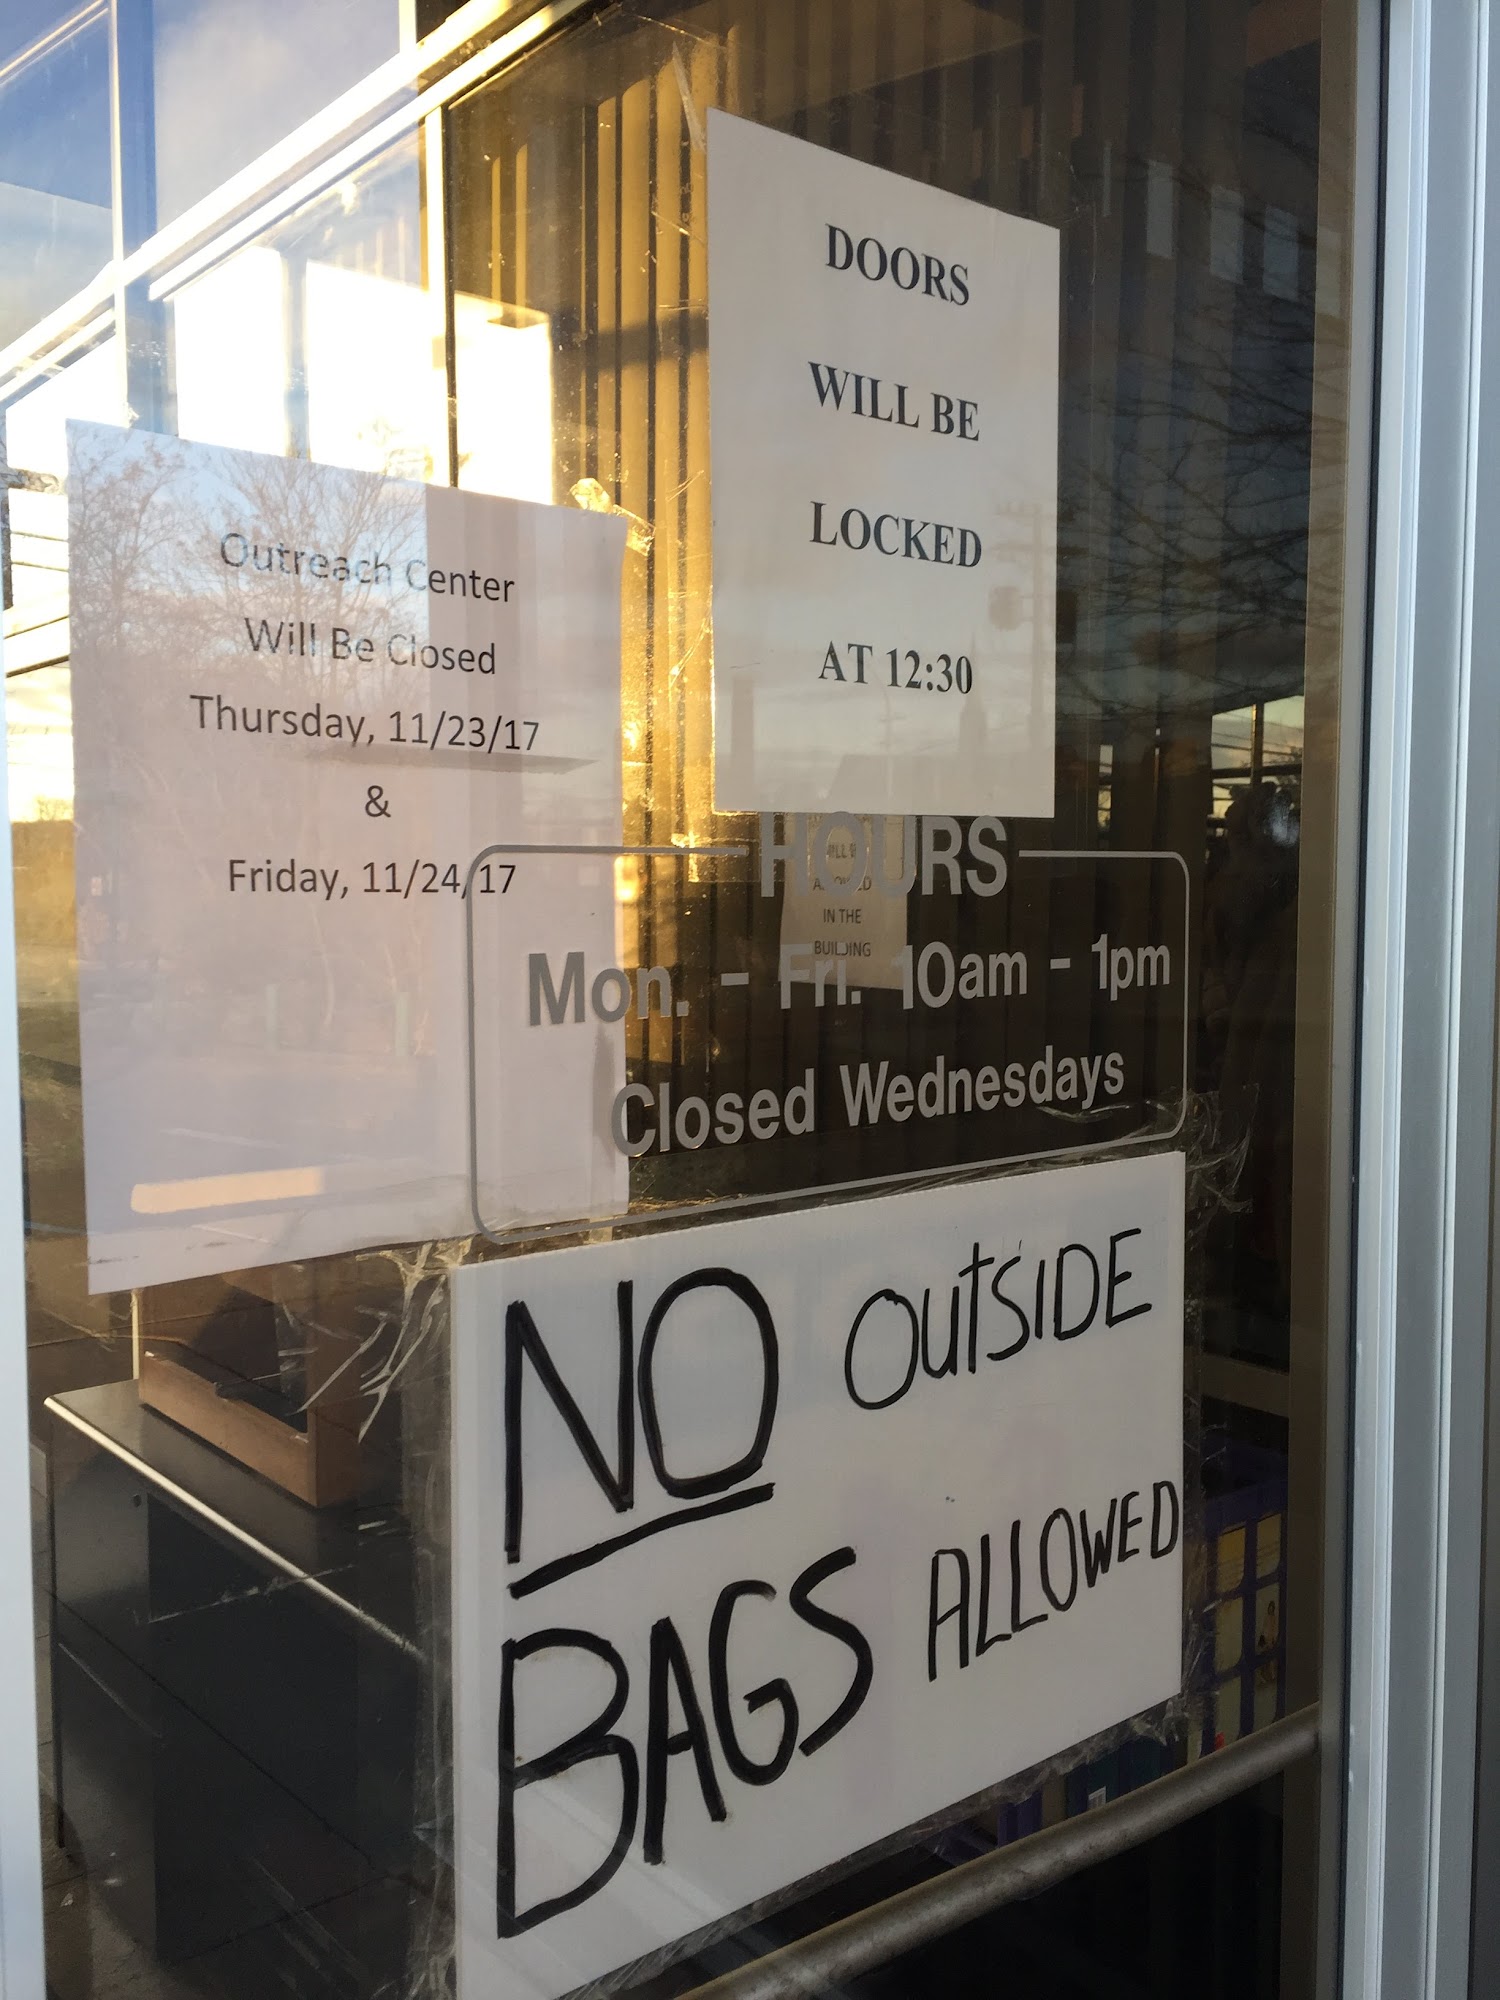 DOORS
WILL BE
LOCKED
AT 12:30
Outreach Center
Will Be Closed
Thursday, 11/23/17
&
Friday, 11/24/17
HOURS
Mon. - Fri. 10am - 1pm
Closed Wednesdays
IN THE
BUILDING
NO OUtSIDE
BAGS ALLOWED